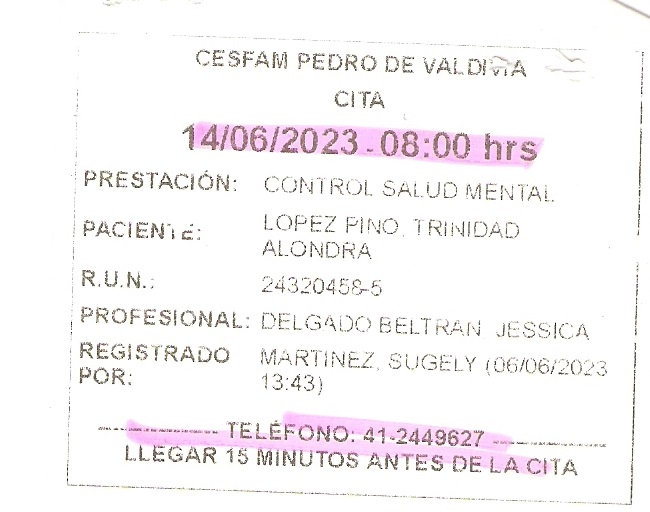 CESFAM PEDRO DE VALDIVIA
CITA
14/06/2023 - 08:00 hrs
PRESTACIÓN: CONTROL SALUD MENTAL
PACIENTE: LOPEZ PINO, TRINIDAD
ALONDRA
R.U.N.: 24320458-5
PROFESIONAL: DELGADO BELTRAN JESSICA
REGISTRADO MARTINEZ, SUGELY (06/06/2023
POR: 13:43)
TELÉFONO: 41-2449627
LLEGAR 15 MINUTOS ANTES DE LA CITA